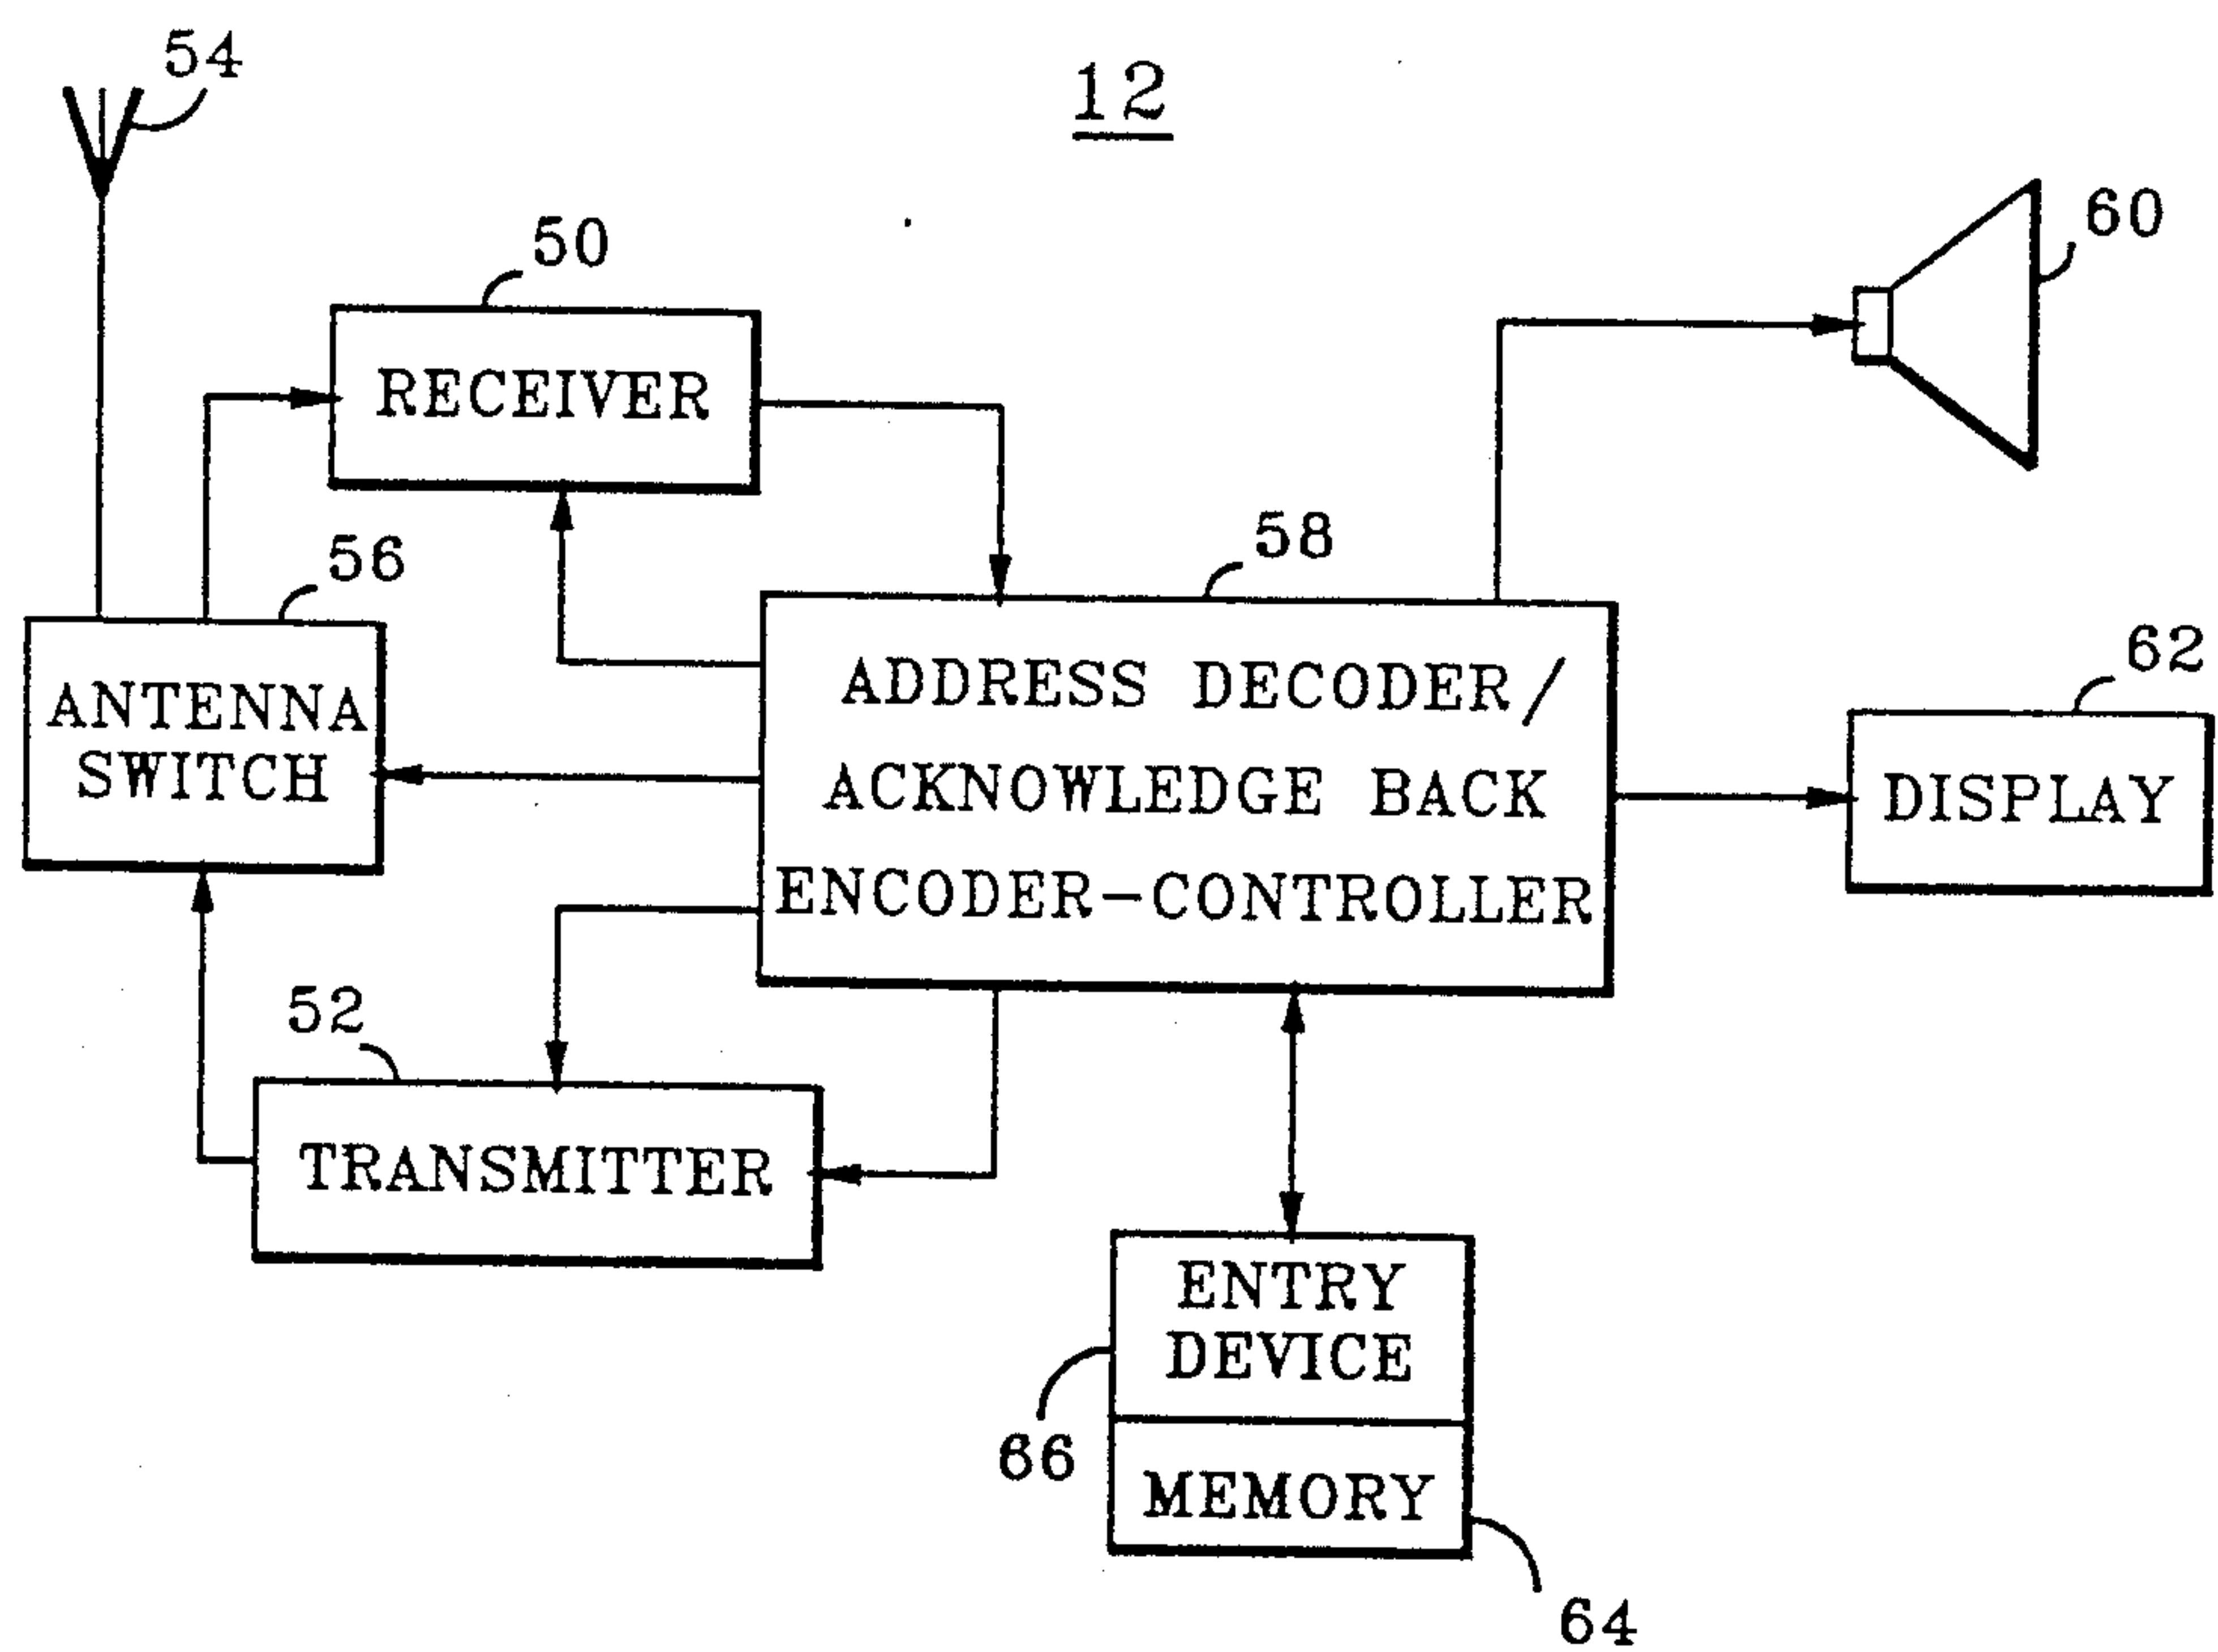 54
12
60
50
RECEIVER
58
56
62
ANTENNA
SWITCH
ADDRESS DECODER/
ACKNOWLEDGE BACK
ENCODER-CONTROLLER
DISPLAY
52
TRANSMITTER
ENTRY
DEVICE
66
MEMORY
64